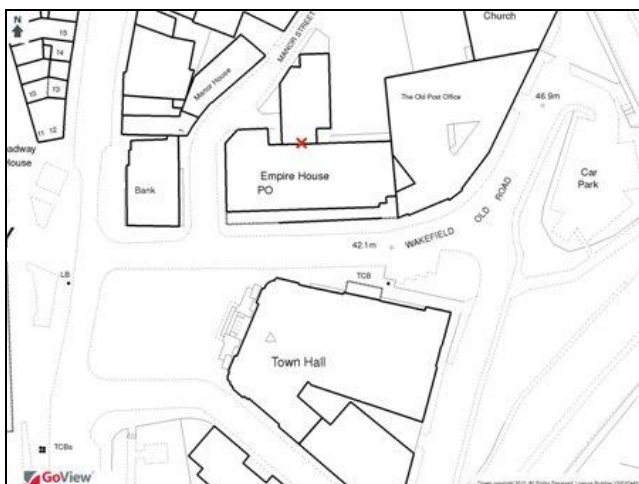 N
Church
15
14
13
10
11
12
MANOR STREET
Manor House
The Old Post Office
46.9m
adway
House
Bank
Empire House
PO
Car
Park
WAKEFIELD OLD ROAD
42.1m
LB
TCB
Town Hall
TCBs
GoView